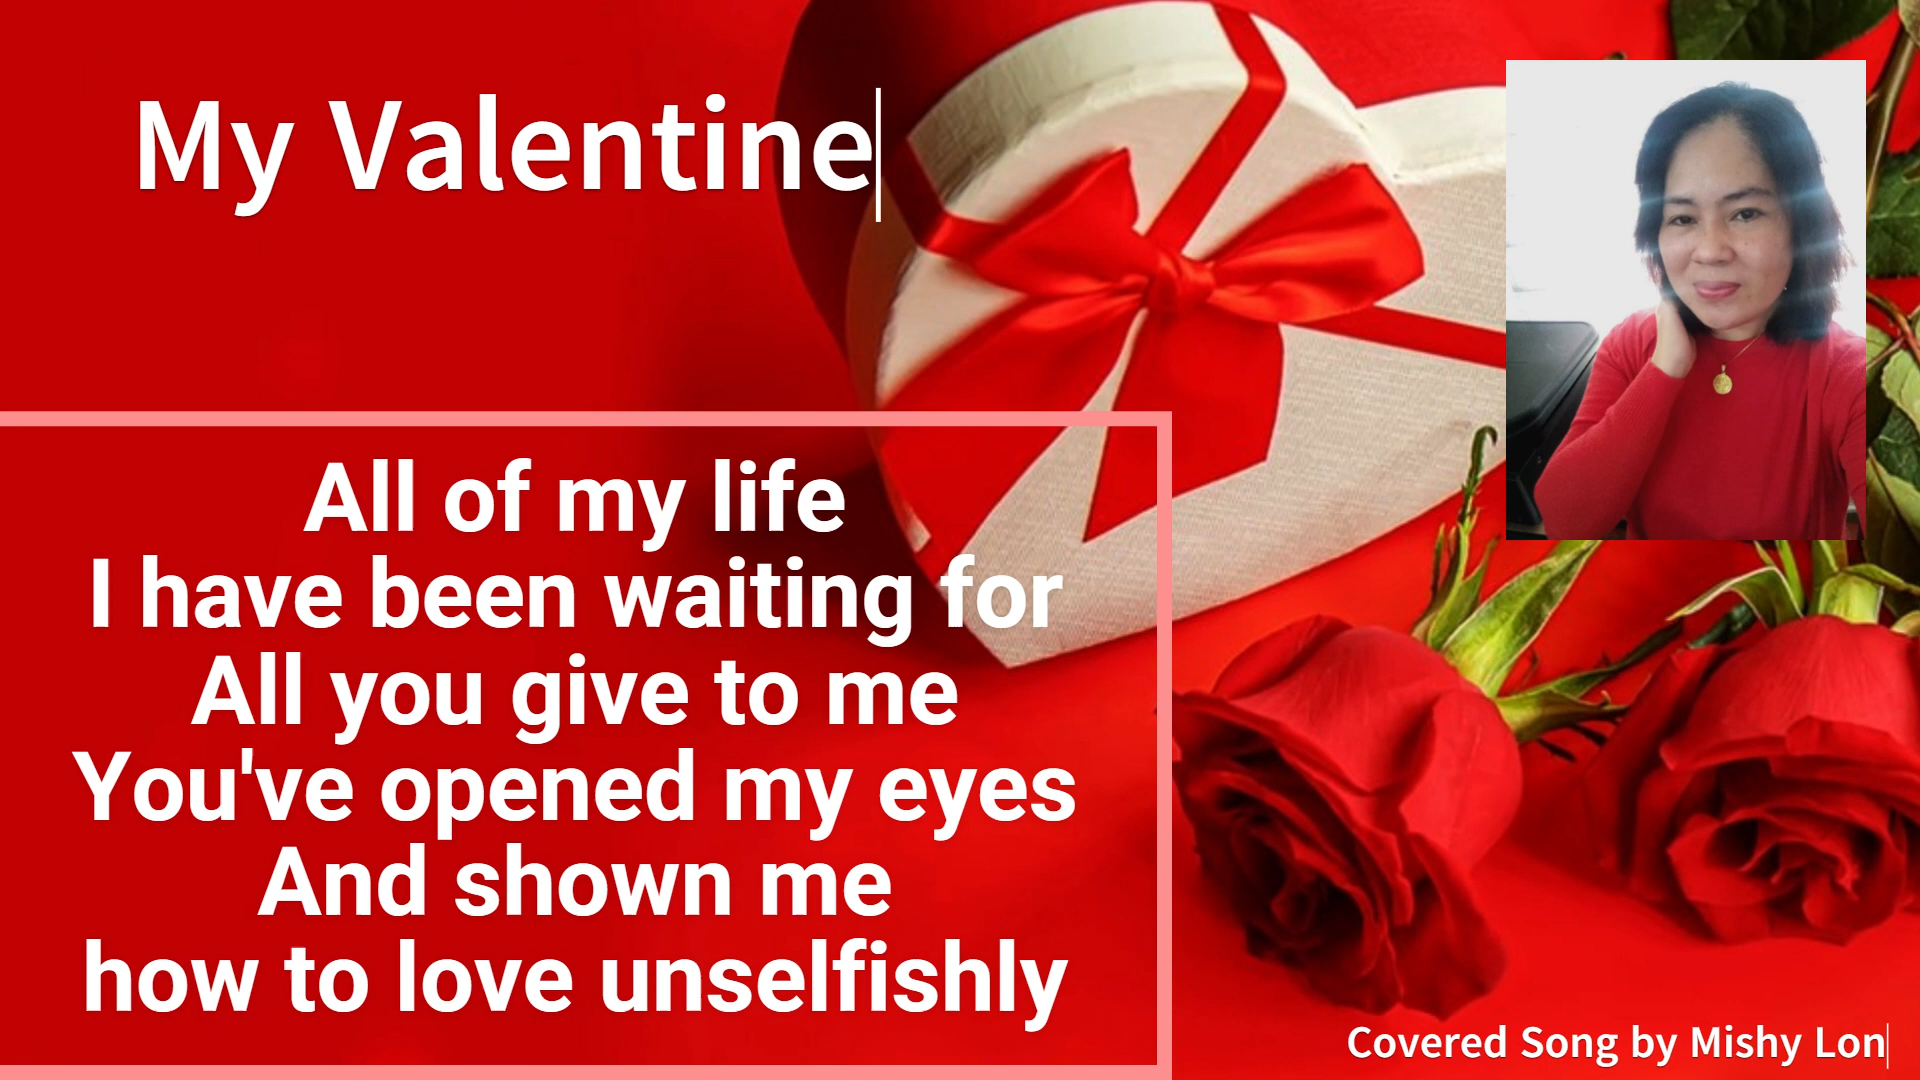 My Valentine
All of my life
I have been waiting for
All you give to me
You've opened my eyes
And shown me
how to love unselfishly
Covered Song by Mishy Lon